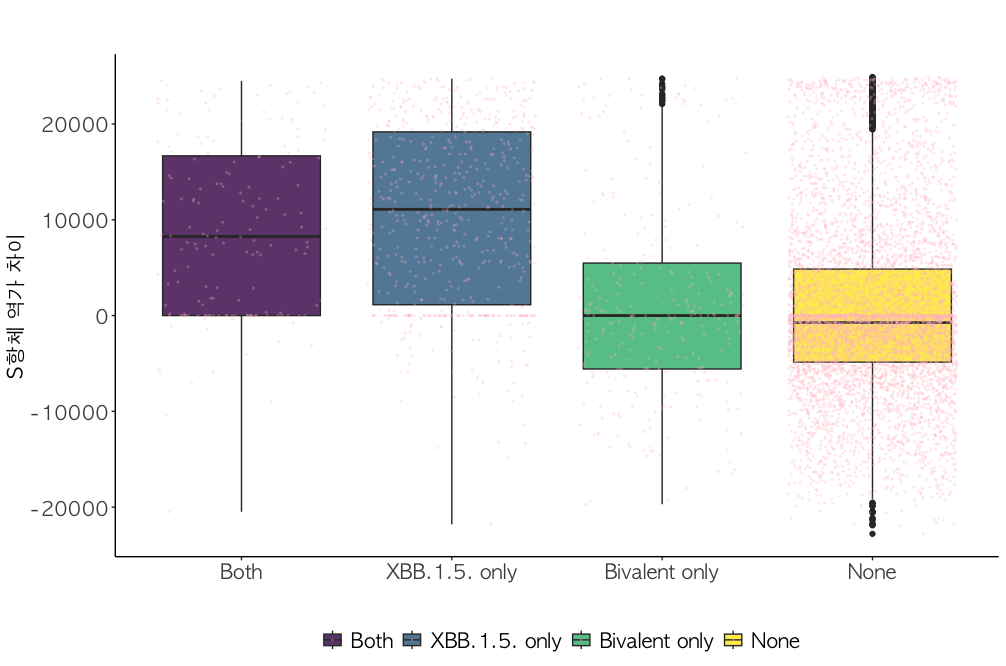 S항체 역가 차이
20000
10000
0
-10000
-20000
Both XBB.1.5. only Bivalent only None
Both XBB.1.5. only Bivalent only None